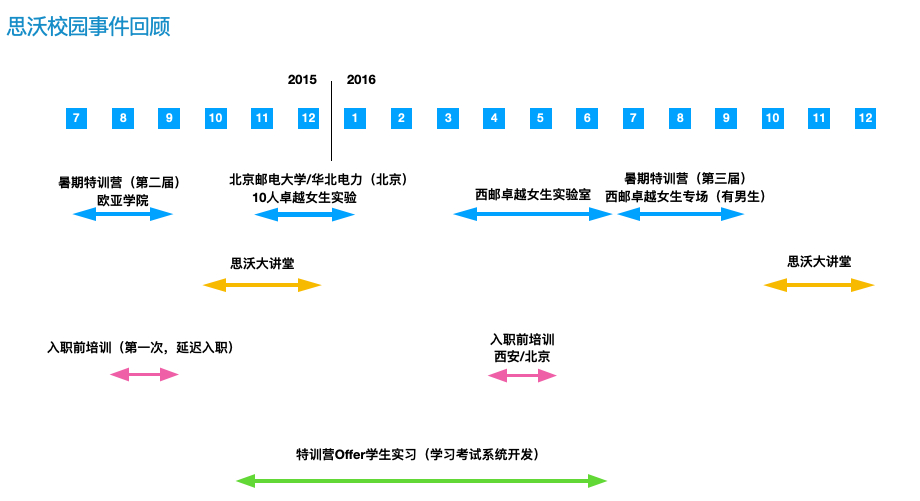 思沃校园事件回顾
2015 2016
7 8 9 10 11 12 1 2 3 4 5 6 7 8 9 10 11 12
暑期特训营（第二届）
欧亚学院
北京邮电大学/华北电力（北京）
10人卓越女生实验
西邮卓越女生实验室
暑期特训营（第三届）
西邮卓越女生专场（有男生）
思沃大讲堂
思沃大讲堂
入职前培训（第一次，延迟入职）
入职前培训
西安/北京
特训营Offer学生实习（学习考试系统开发）